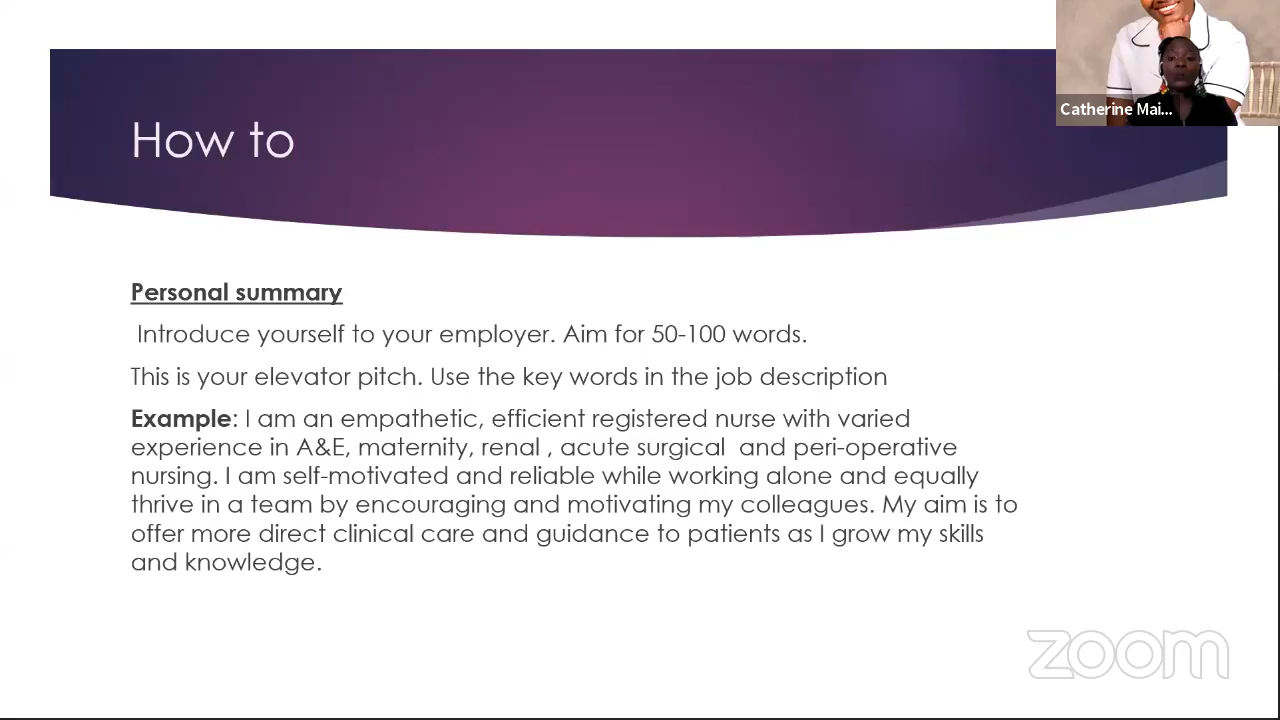 Catherine Mai...
How to
Personal summary
Introduce yourself to your employer. Aim for 50-100 words.
This is your elevator pitch. Use the key words in the job description
Example: I am an empathetic, efficient registered nurse with varied
experience in A&E, maternity, renal , acute surgical  and peri-operative
nursing. I am self-motivated and reliable while working alone and equally
thrive in a team by encouraging and motivating my colleagues. My aim is to
offer more direct clinical care and guidance to patients as I grow my skills
and knowledge.
zoom